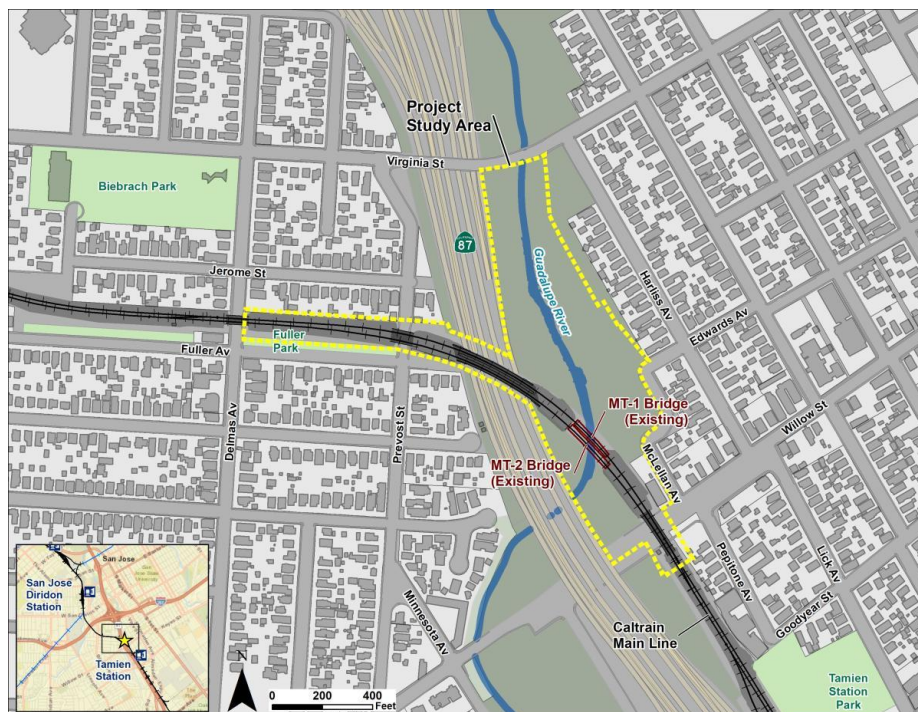 Project
Study Area
Virginia St
Biebrach Park
87
Guadalupe River
Harliss Av
Jerome St
Edwards Av
Fuller
Park
Fuller Av
Willow St
MT-1 Bridge
(Existing)
Delmas Av
Prevost St
MT-2 Bridge
(Existing)
McLellan Av
Pepitone Av
Lick Av
Goodyear St
Minnesota Av
Caltrain
Main Line
Tamien
Station
Park
San Jose
San Jose
Diridon
Station
Tamien
Station
N
0 200 400
Feet